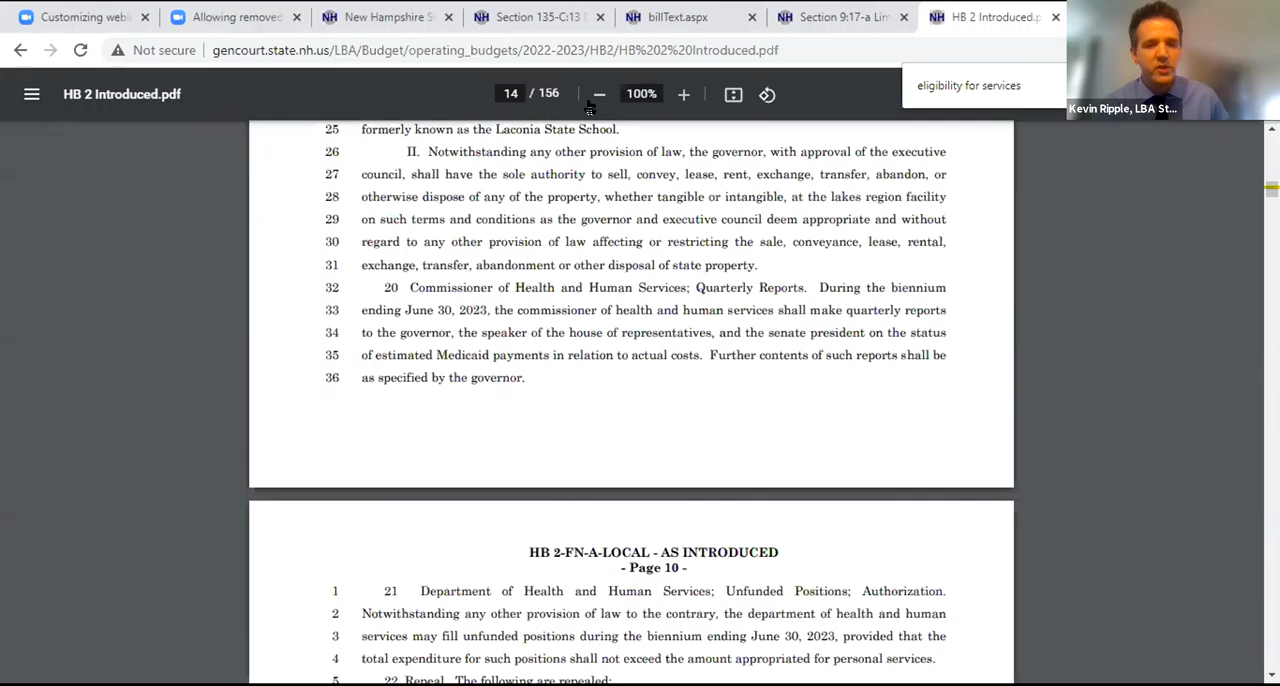 Customizing webi
Allowing removed
New Hampshire S
Section 135-C:13
billText.aspx
Section 9:17-a Lim
HB 2 Introduced.p
Not secure
gencourt.state.nh.us/LBA/Budget/operating_budgets/2022-2023/HB2/HB%202%20Introduced.pdf
eligibility for services
HB 2 Introduced.pdf
14 / 156
100%
Kevin Ripple, LBA St...
25 formerly known as the Laconia State School.
26 II. Notwithstanding any other provision of law, the governor, with approval of the executive
27 council, shall have the sole authority to sell, convey, lease, rent, exchange, transfer, abandon, or
28 otherwise dispose of any of the property, whether tangible or intangible, at the lakes region facility
29 on such terms and conditions as the governor and executive council deem appropriate and without
30 regard to any other provision of law affecting or restricting the sale, conveyance, lease, rental,
31 exchange, transfer, abandonment or other disposal of state property.
32 20 Commissioner of Health and Human Services; Quarterly Reports. During the biennium
33 ending June 30, 2023, the commissioner of health and human services shall make quarterly reports
34 to the governor, the speaker of the house of representatives, and the senate president on the status
35 of estimated Medicaid payments in relation to actual costs. Further contents of such reports shall be
36 as specified by the governor.
HB 2-FN-A-LOCAL - AS INTRODUCED
- Page 10 -
1 21 Department of Health and Human Services; Unfunded Positions; Authorization.
2 Notwithstanding any other provision of law to the contrary, the department of health and human
3 services may fill unfunded positions during the biennium ending June 30, 2023, provided that the
4 total expenditure for such positions shall not exceed the amount appropriated for personal services.
5 22 Repeal. The following are repealed: